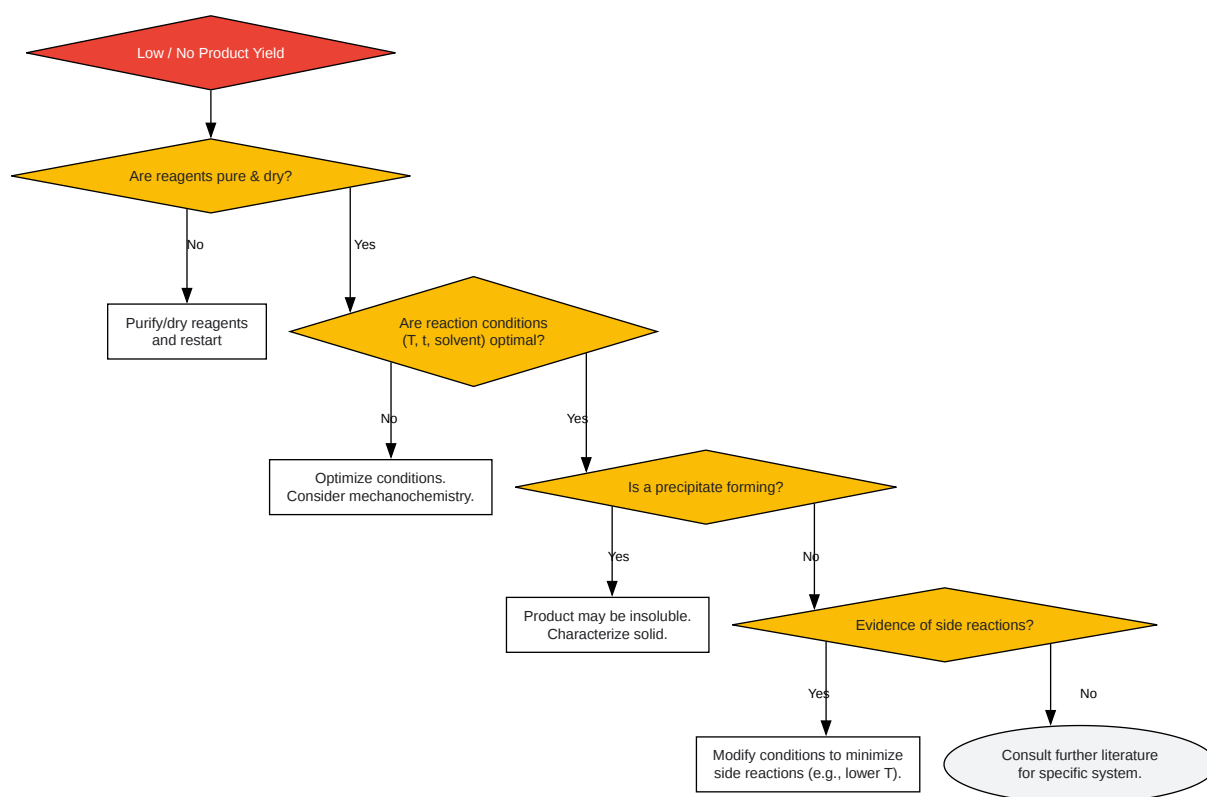 Low / No Product Yield
Are reagents pure & dry?
No
Yes
Purify/dry reagents
and restart
Are reaction conditions
(T, t, solvent) optimal?
No
Yes
Optimize conditions.
Consider mechanochemistry.
Is a precipitate forming?
Yes
No
Product may be insoluble.
Characterize solid.
Evidence of side reactions?
Yes
No
Modify conditions to minimize
side reactions (e.g., lower T).
Consult further literature
for specific system.